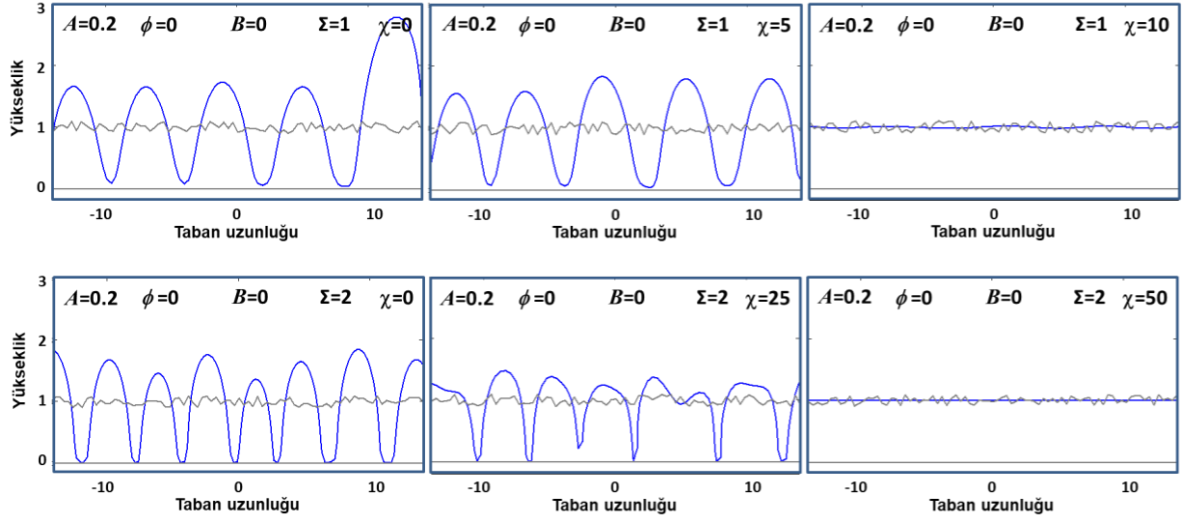 3
A=0.2 ϕ=0 B=0 Σ=1 χ=0
A=0.2 ϕ=0 B=0 Σ=1 χ=5
A=0.2 ϕ=0 B=0 Σ=1 χ=10
2
Yükseklik
1
0
-10 0 10
-10 0 10
-10 0 10
Taban uzunluğu
Taban uzunluğu
Taban uzunluğu
3
A=0.2 ϕ=0 B=0 Σ=2 χ=0
A=0.2 ϕ=0 B=0 Σ=2 χ=25
A=0.2 ϕ=0 B=0 Σ=2 χ=50
2
Yükseklik
1
0
-10 0 10
-10 0 10
-10 0 10
Taban uzunluğu
Taban uzunluğu
Taban uzunluğu